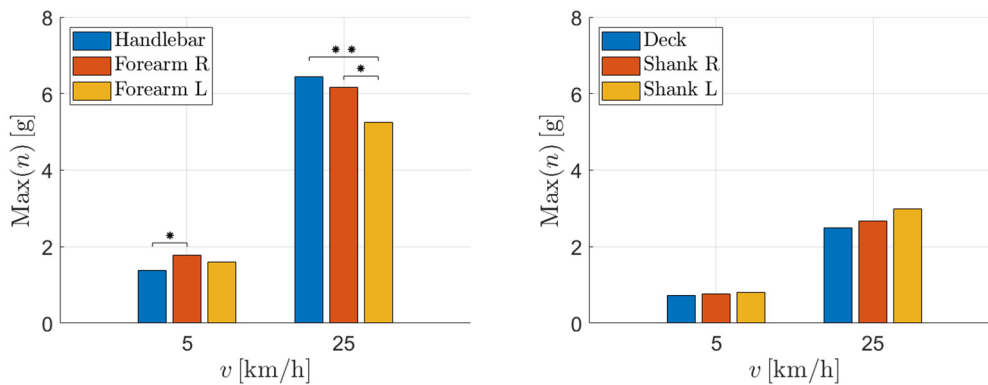 8
6
4
2
0
Max(n) [g]
Handlebar
Forearm R
Forearm L
* *
*
*
5
25
v [km/h]
8
6
4
2
0
Max(n) [g]
Deck
Shank R
Shank L
5
25
v [km/h]